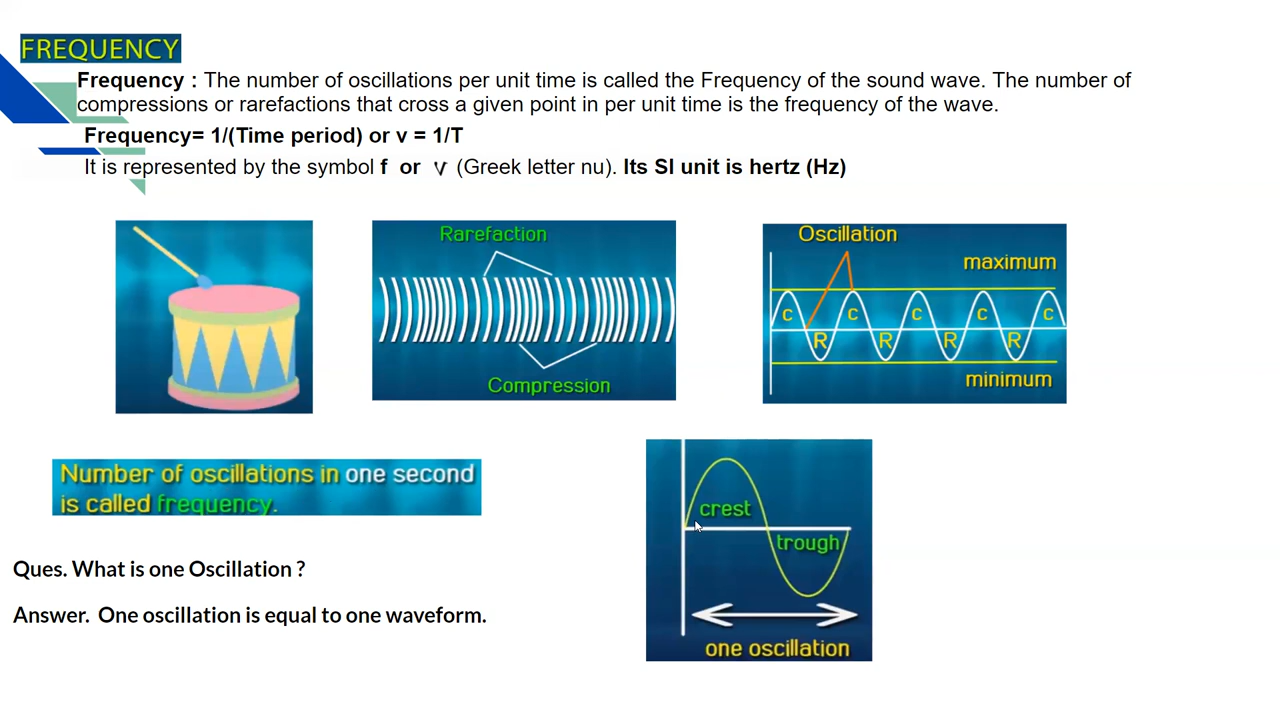 FREQUENCY
Frequency : The number of oscillations per unit time is called the Frequency of the sound wave. The number of
compressions or rarefactions that cross a given point in per unit time is the frequency of the wave.
Frequency= 1/(Time period) or v = 1/T
It is represented by the symbol f or ν (Greek letter nu). Its SI unit is hertz (Hz)
Rarefaction
Compression
Oscillation
maximum
c c c c c
R R R R
minimum
Number of oscillations in one second
is called frequency.
crest
trough
one oscillation
Ques. What is one Oscillation ?
Answer. One oscillation is equal to one waveform.